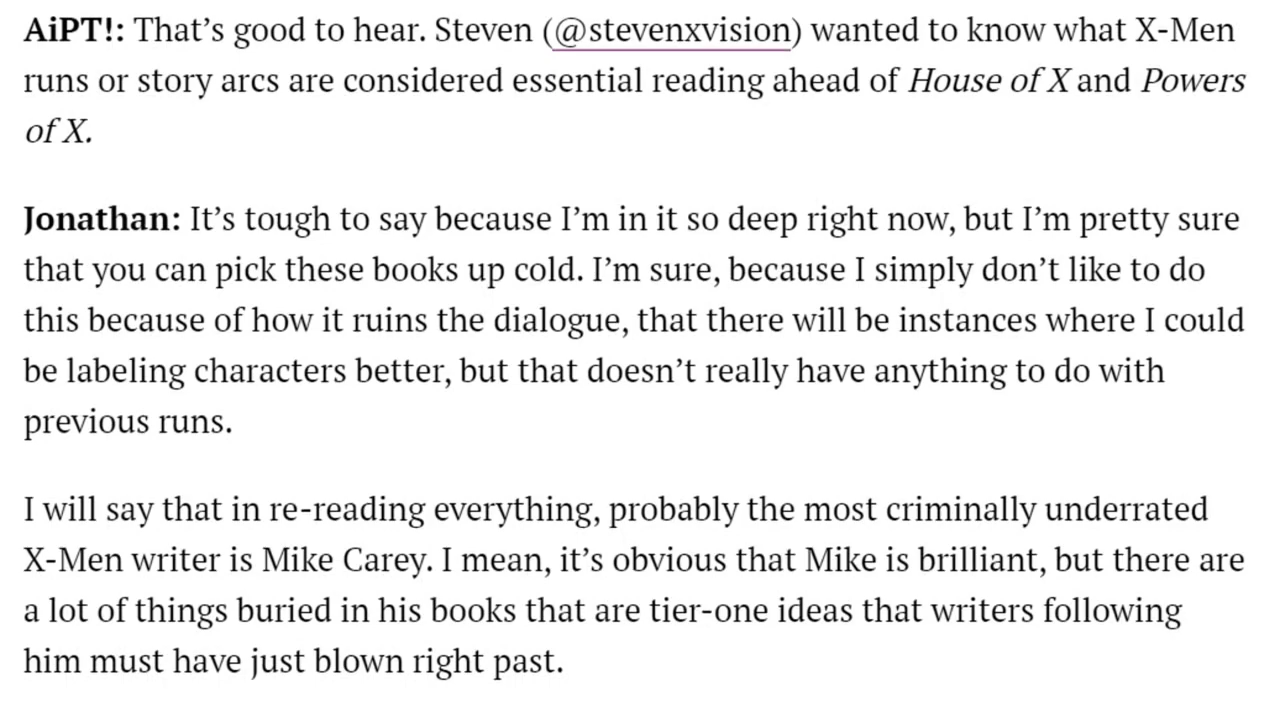 AiPT!: That’s good to hear. Steven (@stevenxvision) wanted to know what X-Men
runs or story arcs are considered essential reading ahead of House of X and Powers
of X.
Jonathan: It’s tough to say because I’m in it so deep right now, but I’m pretty sure
that you can pick these books up cold. I’m sure, because I simply don’t like to do
this because of how it ruins the dialogue, that there will be instances where I could
be labeling characters better, but that doesn’t really have anything to do with
previous runs.
I will say that in re-reading everything, probably the most criminally underrated
X-Men writer is Mike Carey. I mean, it’s obvious that Mike is brilliant, but there are
a lot of things buried in his books that are tier-one ideas that writers following
him must have just blown right past.